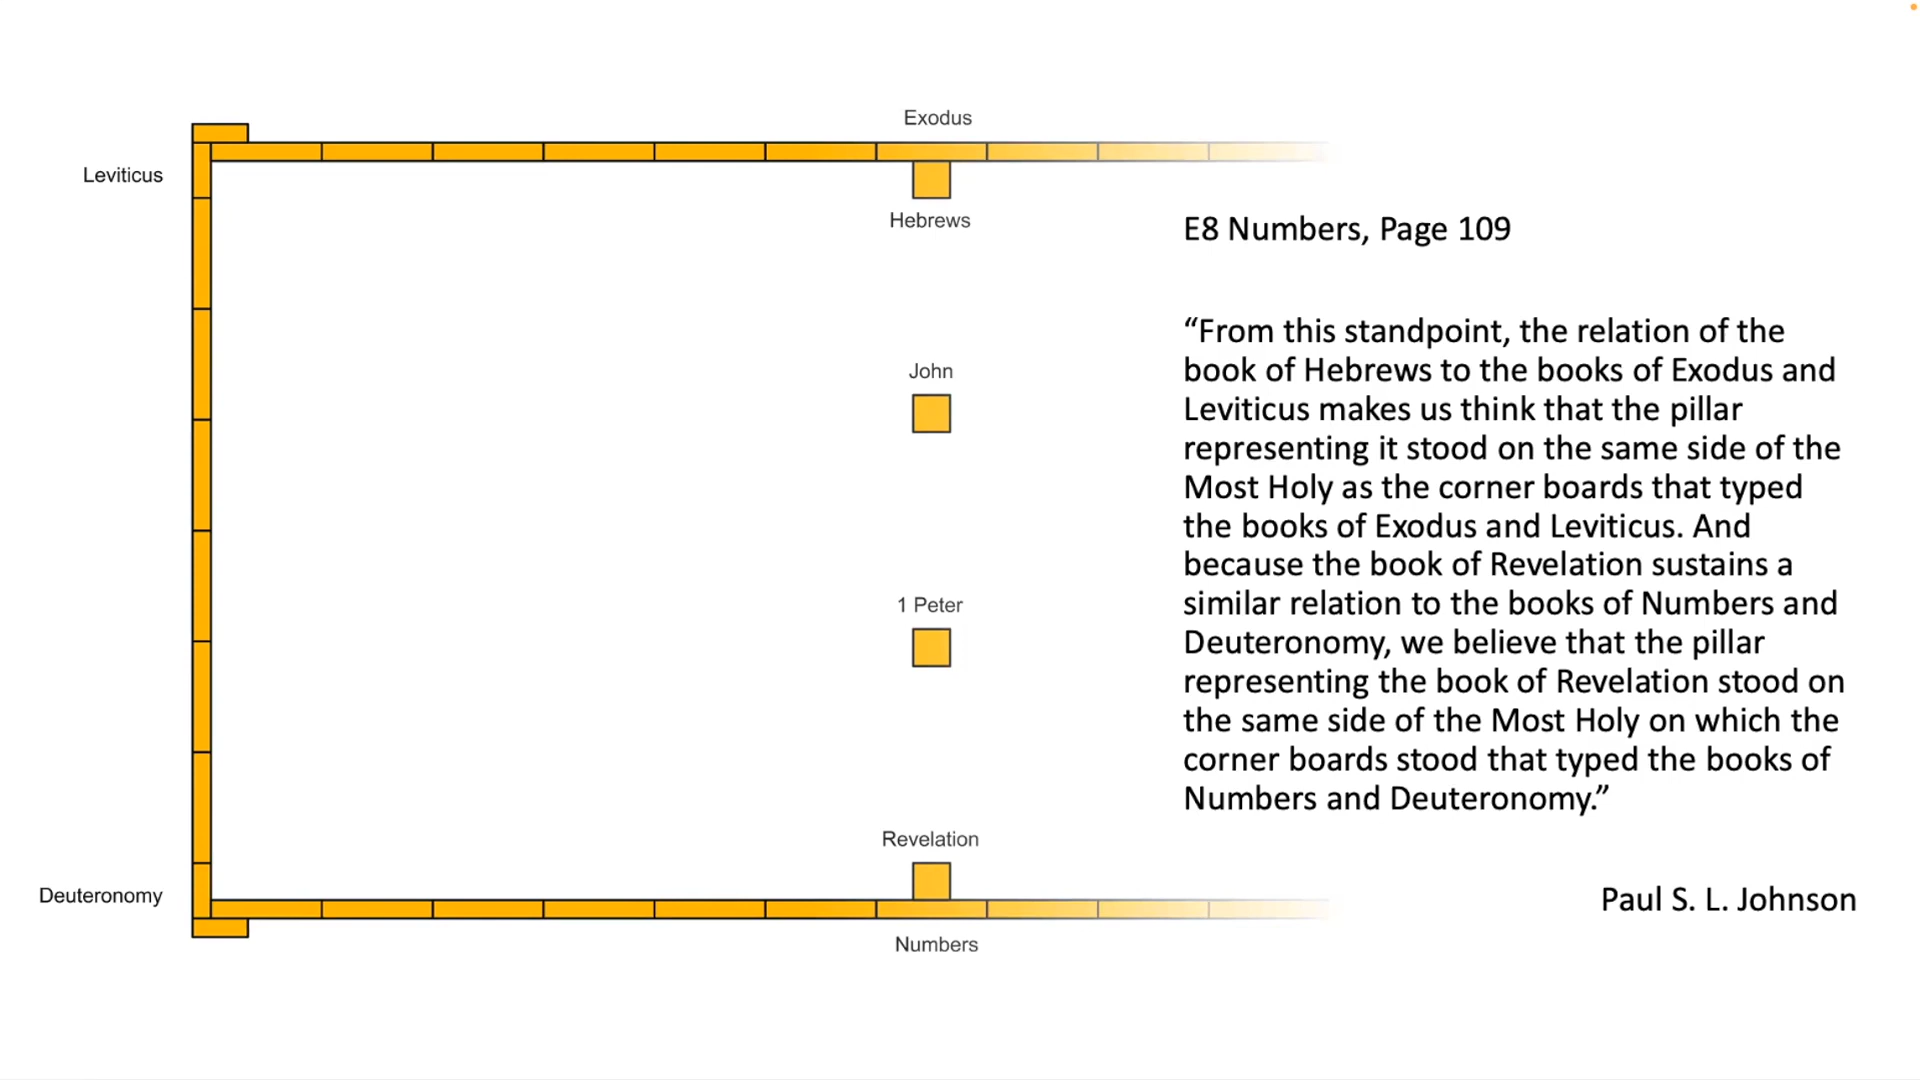 Exodus
Leviticus
Hebrews
John
1 Peter
Revelation
Deuteronomy
Numbers
E8 Numbers, Page 109
“From this standpoint, the relation of the
book of Hebrews to the books of Exodus and
Leviticus makes us think that the pillar
representing it stood on the same side of the
Most Holy as the corner boards that typed
the books of Exodus and Leviticus. And
because the book of Revelation sustains a
similar relation to the books of Numbers and
Deuteronomy, we believe that the pillar
representing the book of Revelation stood on
the same side of the Most Holy on which the
corner boards stood that typed the books of
Numbers and Deuteronomy.”
Paul S. L. Johnson